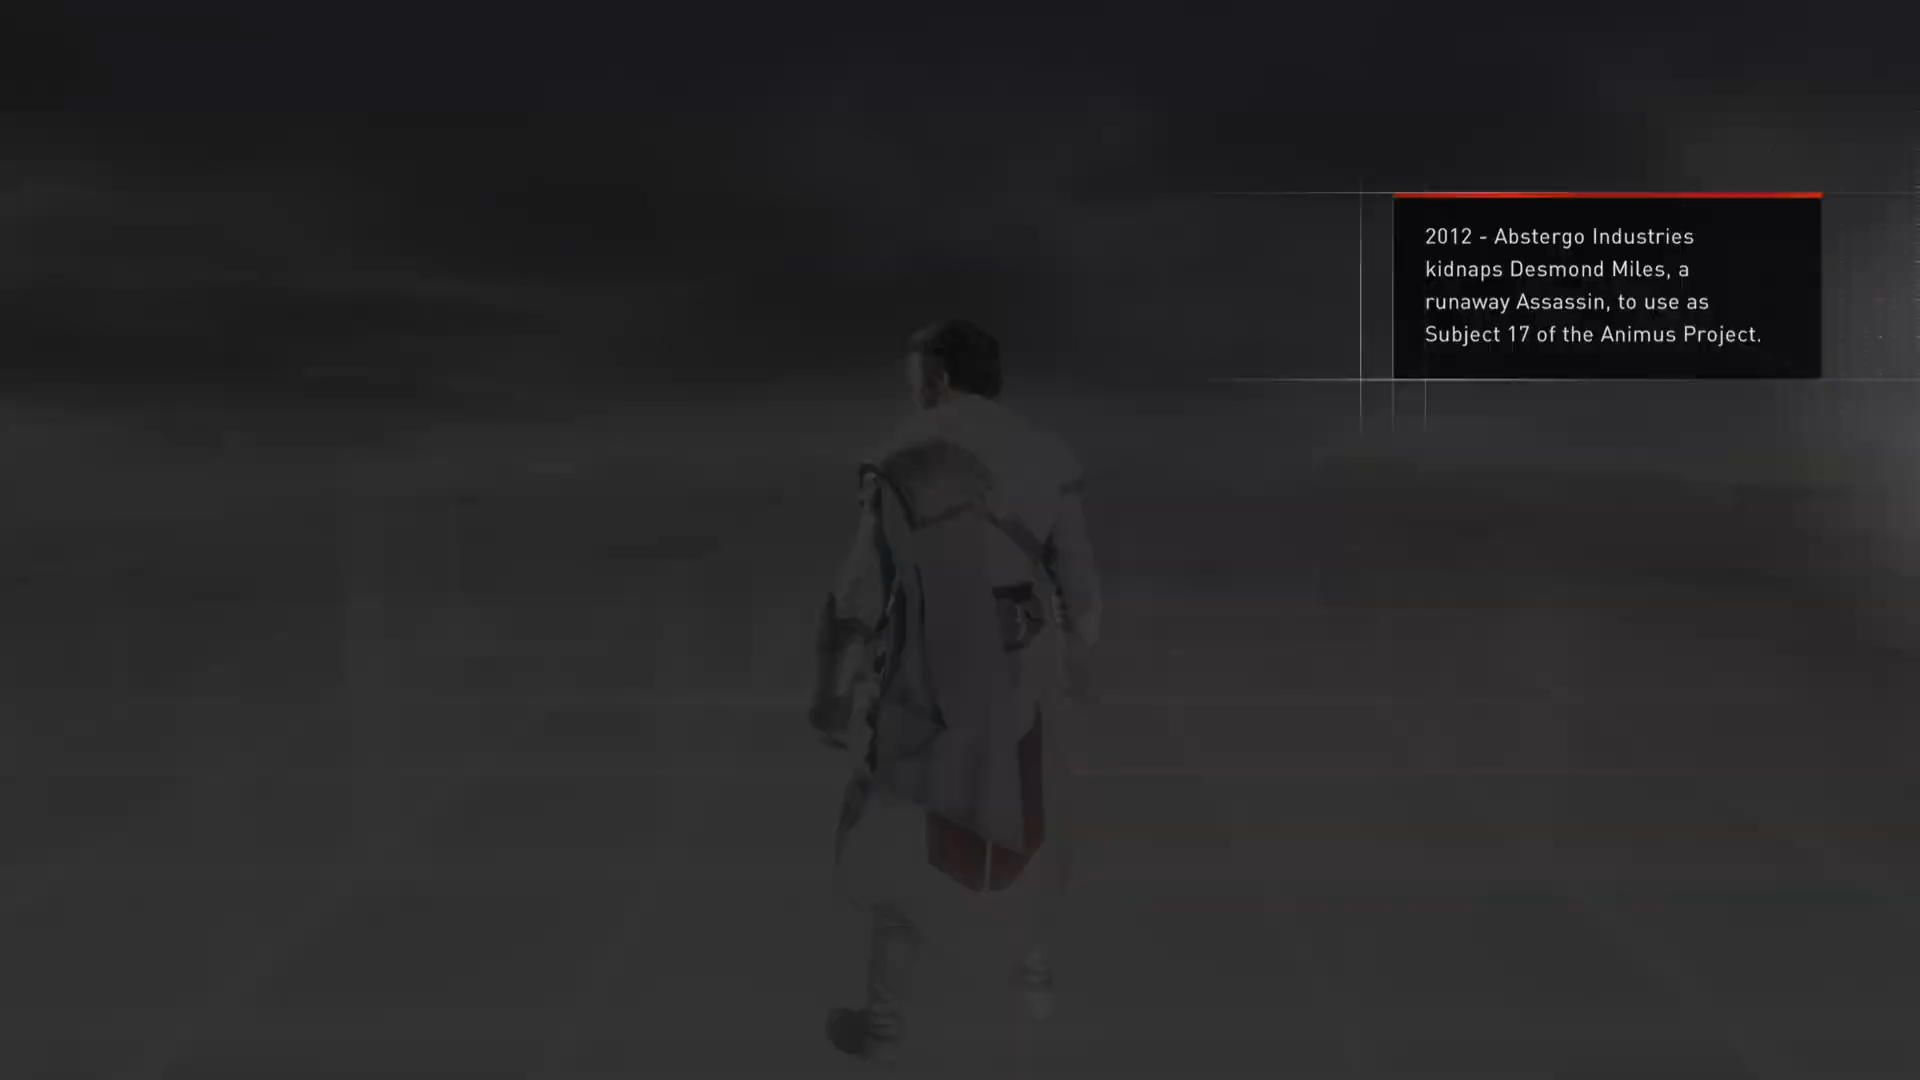 2012 - Abstergo Industries
kidnaps Desmond Miles, a
runaway Assassin, to use as
Subject 17 of the Animus Project.